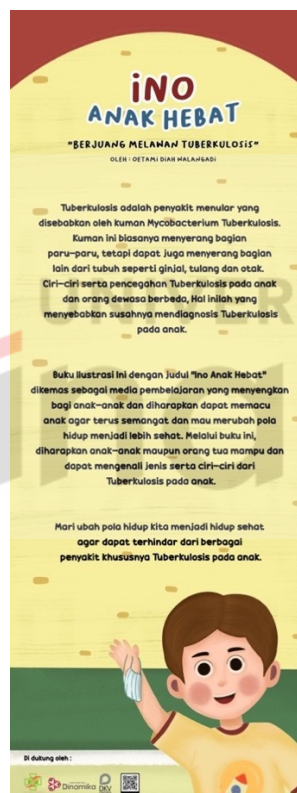 iNO
ANAK HEBAT
"BERJUANG MELAWAN TUBERKULOSIS"
OLEH : OETAMI DIAH WALANGADI
Tuberkulosis adalah penyakit menular yang
disebabkan oleh kuman Mycobacterium Tuberkulosis.
Kuman ini biasanya menyerang bagian
paru-paru, tetapi dapat juga menyerang bagian
lain dari tubuh seperti ginjal, tulang dan otak.
Ciri-ciri serta pencegahan Tuberkulosis pada anak
dan orang dewasa berbeda, Hal inilah yang
menyebabkan susahnya mendiagnosis Tuberkulosis
pada anak.
Buku ilustrasi ini dengan judul "Ino Anak Hebat"
dikemas sebagai media pembelajaran yang menyengkan
bagi anak-anak dan diharapkan dapat memacu
anak agar terus semangat dan mau merubah pola
hidup menjadi lebih sehat. Melalui buku ini,
diharapkan anak-anak maupun orang tua mampu dan
dapat mengenali jenis serta ciri-ciri dari
Tuberkulosis pada anak.
Mari ubah pola hidup kita menjadi hidup sehat
agar dapat terhindar dari berbagai
penyakit khususnya Tuberkulosis pada anak.
Di dukung oleh :
Dinamika
DKV